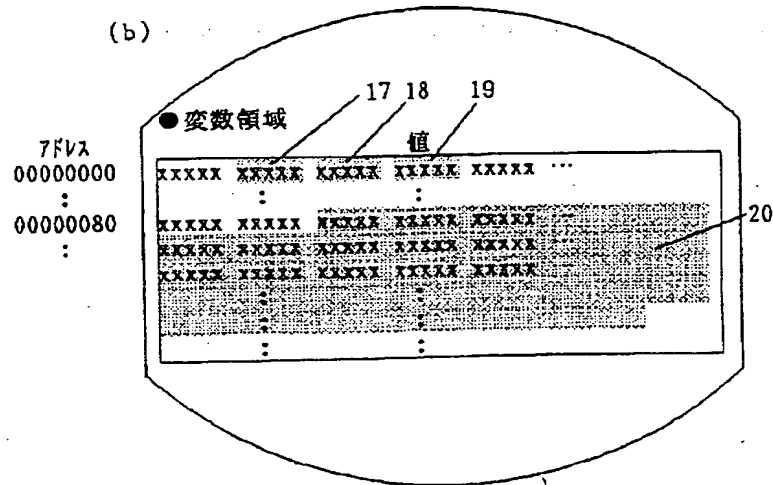 (b)
17 18 19
●変数領域
アドレス 値
00000000 xxxxx xxxxx xxxxx xxxxx xxxxx …
⋮ ⋮ ⋮
00000080 xxxxx xxxxx xxxxx xxxxx xxxxx
20
⋮ xxxxx xxxxx xxxxx xxxxx xxxxx
xxxxx xxxxx xxxxx xxxxx xxxxx